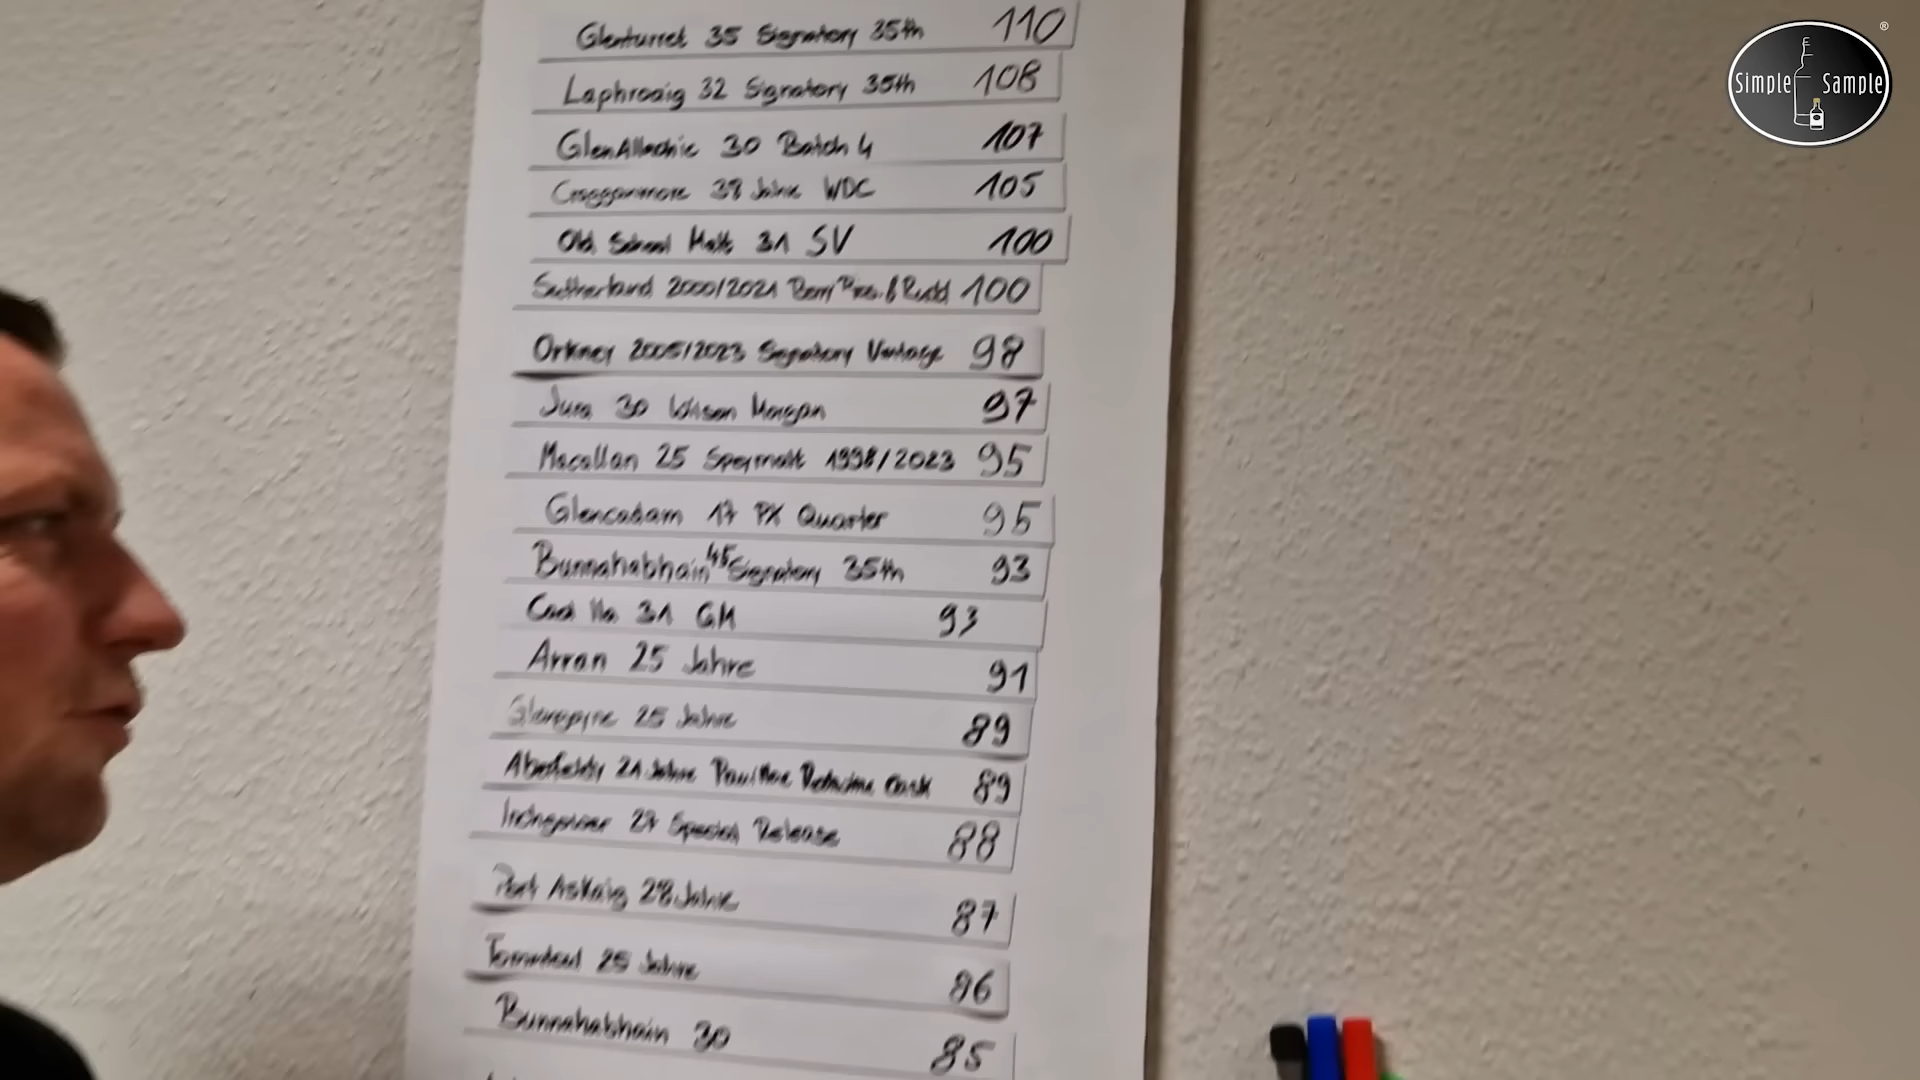 Simple Sample ®
Glenturret 35 Signatory 35th 110
Laphroaig 32 Signatory 35th 108
GlenAllachie 30 Batch 4 107
Cragganmore 38 Jahre WDC 105
Old School Malt 31 SV 100
Sutherland 2000/2021 Berry Bros. & Rudd 100
Orkney 2005/2023 Signatory Vintage 98
Jura 30 Wilson Morgan 97
Macallan 25 Speymalt 1998/2023 95
Glencadam 17 PX Quarter 95
Bunnahabhain 45 Signatory 35th 93
Caol Ila 31 GM 93
Arran 25 Jahre 91
Glengoyne 25 Jahre 89
Aberfeldy 21 Jahre Cask 89
Inchgower 27 Special Release 88
Port Askaig 28 Jahre 87
Tomintoul 25 Jahre 86
Bunnahabhain 30 85